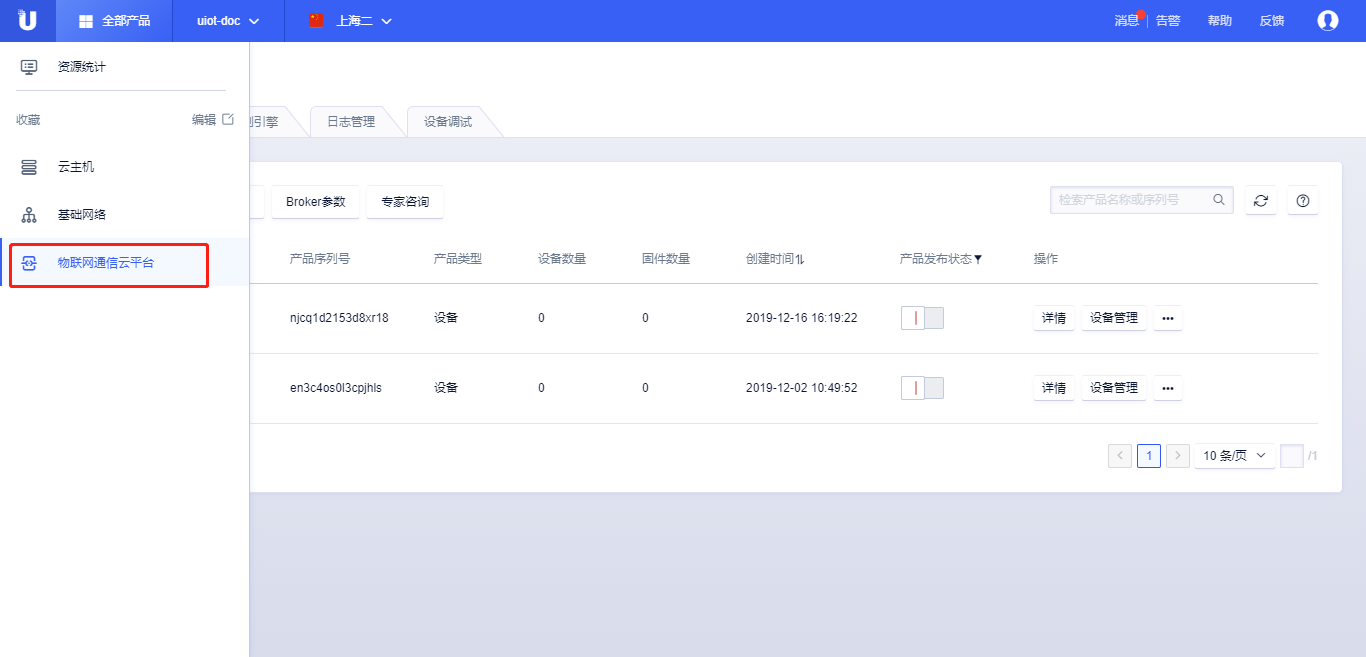 全部产品 uiot-doc 上海二 消息 告警 帮助 反馈
资源统计
收藏 编辑
引擎 日志管理 设备调试
云主机
基础网络
物联网通信云平台
Broker参数 专家咨询 检索产品名称或序列号
产品序列号 产品类型 设备数量 固件数量 创建时间 产品发布状态 操作
njcq1d2153d8xr18 设备 0 0 2019-12-16 16:19:22 详情 设备管理 •••
en3c4os0l3cpjhls 设备 0 0 2019-12-02 10:49:52 详情 设备管理 •••
1 10 条/页 /1